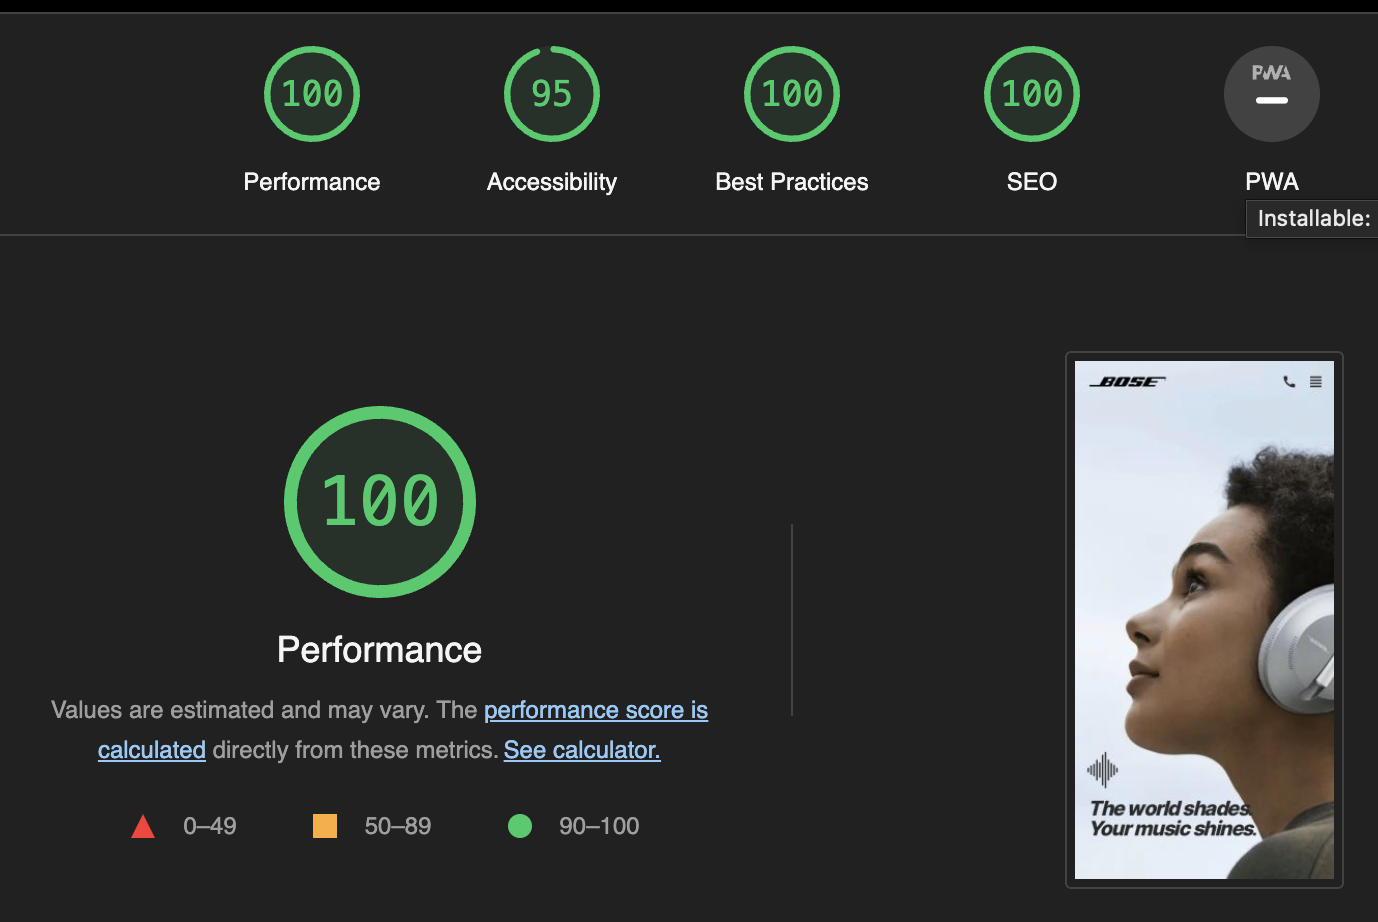 100
95
100
100
PWA
Performance
Accessibility
Best Practices
SEO
PWA
Installable:
100
Performance
Values are estimated and may vary. The performance score is
calculated directly from these metrics. See calculator.
0–49
50–89
90–100
BOSE
The world shades.
Your music shines.